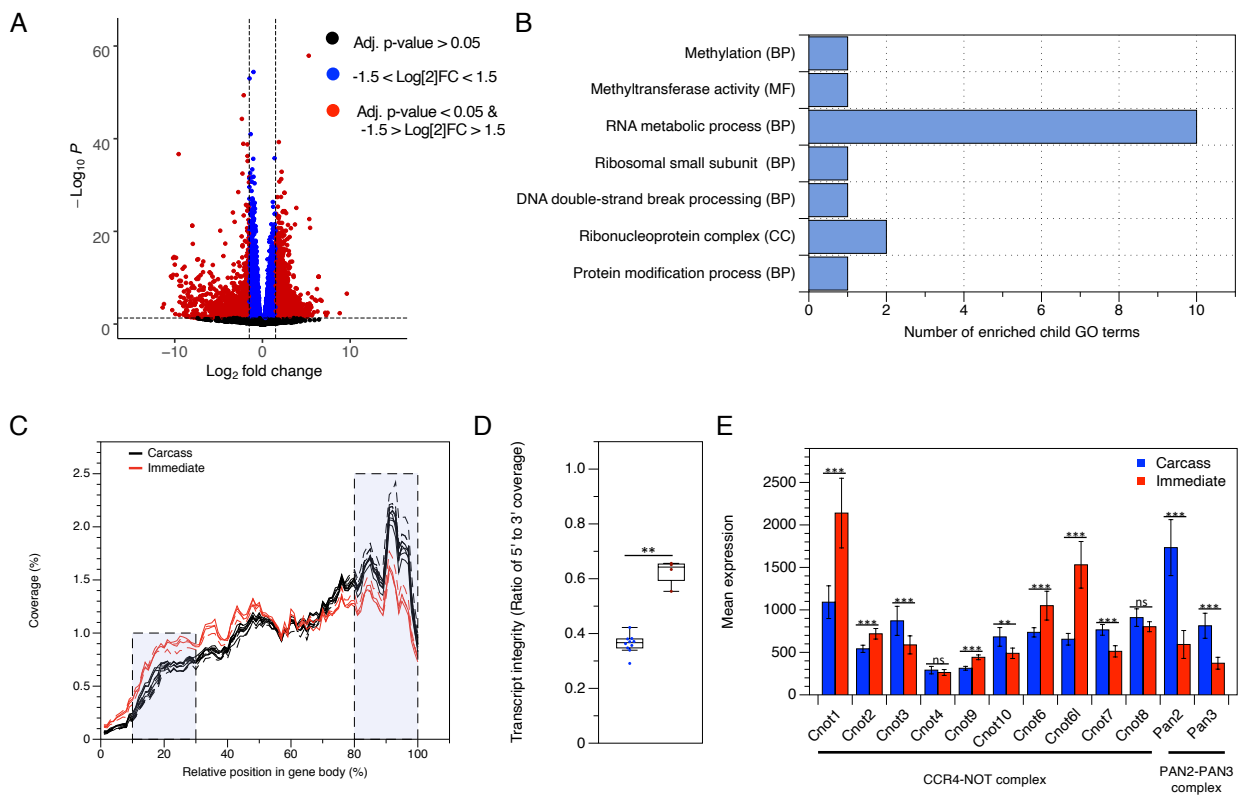 A
60
40
20
0
−Log10 P
−10
0
10
Log2 fold change
Adj. p-value > 0.05
-1.5 < Log[2]FC < 1.5
Adj. p-value < 0.05 &
-1.5 > Log[2]FC > 1.5
B
Methylation (BP)
Methyltransferase activity (MF)
RNA metabolic process (BP)
Ribosomal small subunit (BP)
DNA double-strand break processing (BP)
Ribonucleoprotein complex (CC)
Protein modification process (BP)
0
2
4
6
8
10
Number of enriched child GO terms
C
Carcass
Immediate
2.5
2.0
1.5
1.0
0.5
0
Coverage (%)
0
20
40
60
80
100
Relative position in gene body (%)
D
1.0
0.8
0.6
0.4
0.2
0
Transcript integrity (Ratio of 5' to 3' coverage)
**
E
Carcass
Immediate
2500
2000
1500
1000
500
0
Mean expression
***
***
***
ns
***
**
***
***
***
ns
***
***
Cnot1
Cnot2
Cnot3
Cnot4
Cnot9
Cnot10
Cnot6
Cnot6l
Cnot7
Cnot8
Pan2
Pan3
CCR4-NOT complex
PAN2-PAN3
complex